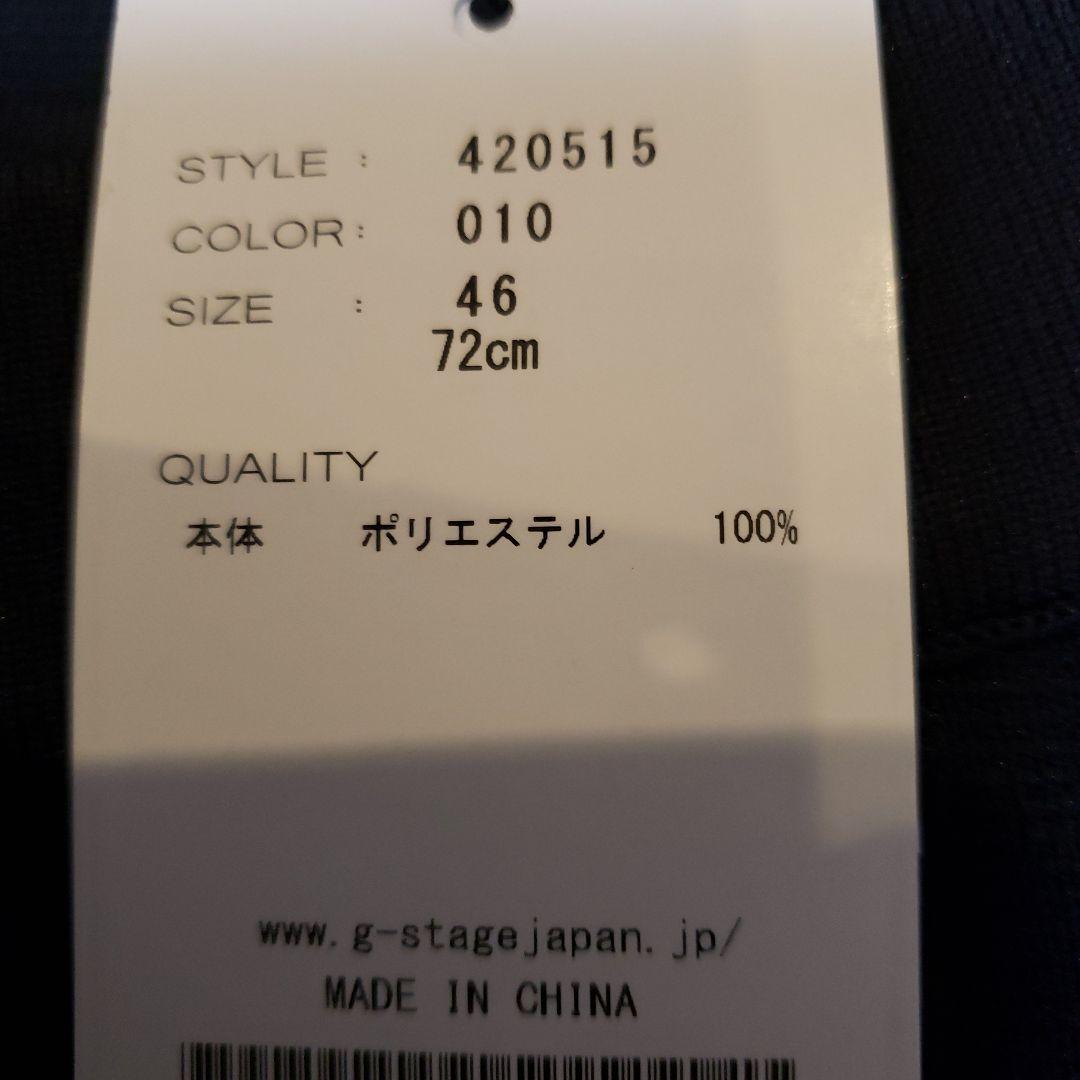 STYLE : 420515
COLOR: 010
SIZE : 46
72cm
QUALITY
本体 ポリエステル 100%
www.g-stagejapan.jp/
MADE IN CHINA